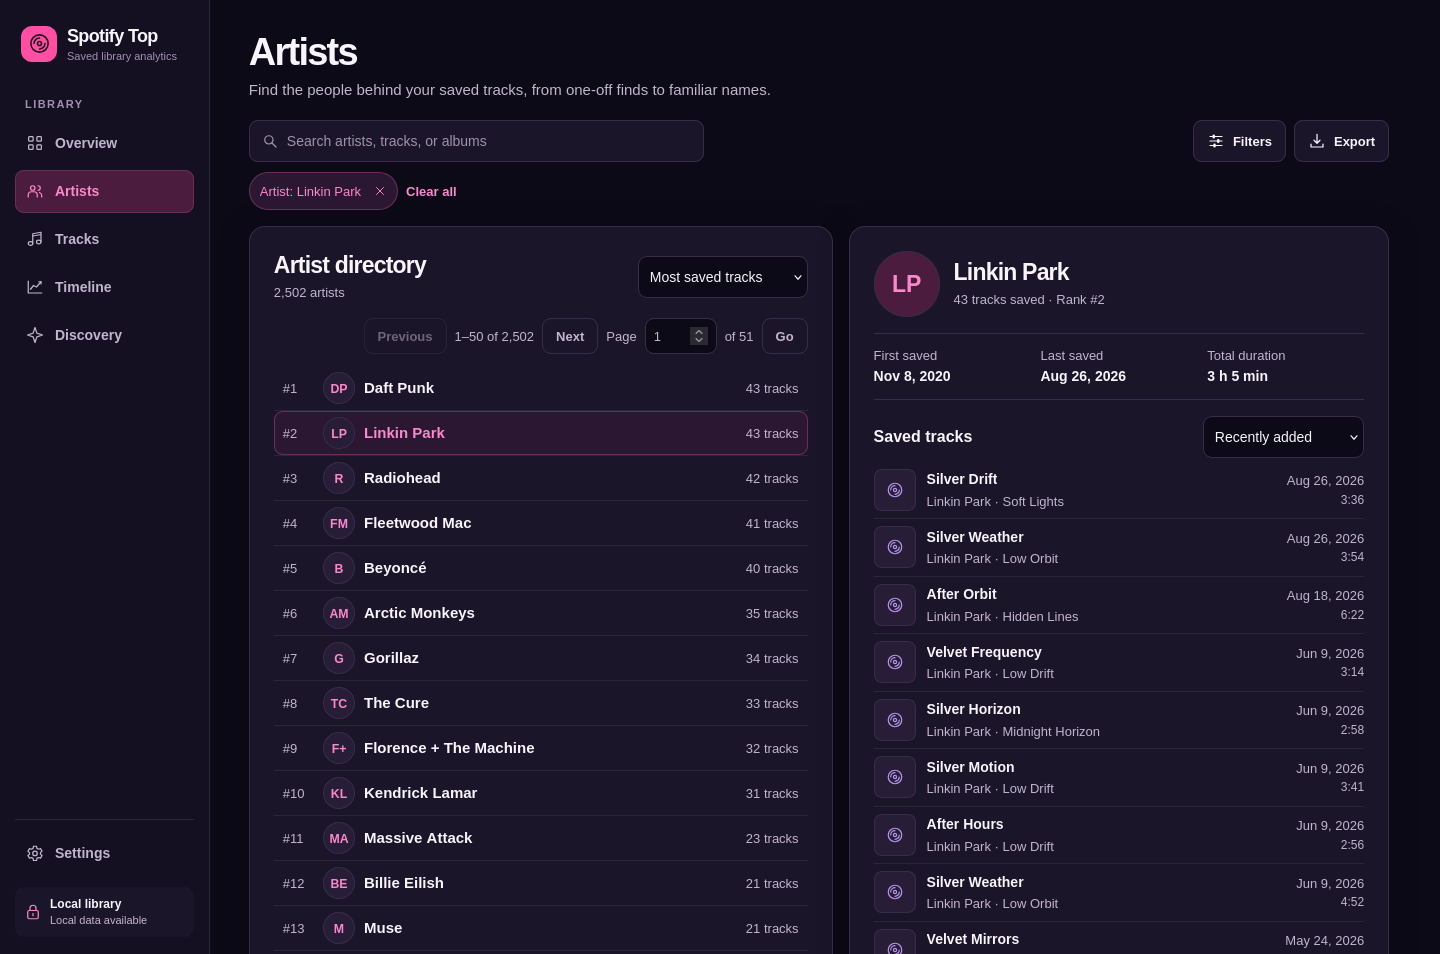 Spotify Top
Saved library analytics
LIBRARY
Overview
Artists
Tracks
Timeline
Discovery
Settings
Local library
Local data available
Artists
Find the people behind your saved tracks, from one-off finds to familiar names.
Search artists, tracks, or albums
Filters
Export
Artist: Linkin Park
Clear all
Artist directory
2,502 artists
Most saved tracks
Previous 1–50 of 2,502 Next Page 1 of 51 Go
#1 DP Daft Punk 43 tracks
#2 LP Linkin Park 43 tracks
#3 R Radiohead 42 tracks
#4 FM Fleetwood Mac 41 tracks
#5 B Beyoncé 40 tracks
#6 AM Arctic Monkeys 35 tracks
#7 G Gorillaz 34 tracks
#8 TC The Cure 33 tracks
#9 F+ Florence + The Machine 32 tracks
#10 KL Kendrick Lamar 31 tracks
#11 MA Massive Attack 23 tracks
#12 BE Billie Eilish 21 tracks
#13 M Muse 21 tracks
LP
Linkin Park
43 tracks saved · Rank #2
First saved Last saved Total duration
Nov 8, 2020 Aug 26, 2026 3 h 5 min
Saved tracks
Recently added
Silver Drift Aug 26, 2026
Linkin Park · Soft Lights 3:36
Silver Weather Aug 26, 2026
Linkin Park · Low Orbit 3:54
After Orbit Aug 18, 2026
Linkin Park · Hidden Lines 6:22
Velvet Frequency Jun 9, 2026
Linkin Park · Low Drift 3:14
Silver Horizon Jun 9, 2026
Linkin Park · Midnight Horizon 2:58
Silver Motion Jun 9, 2026
Linkin Park · Low Drift 3:41
After Hours Jun 9, 2026
Linkin Park · Low Drift 2:56
Silver Weather Jun 9, 2026
Linkin Park · Low Orbit 4:52
Velvet Mirrors May 24, 2026